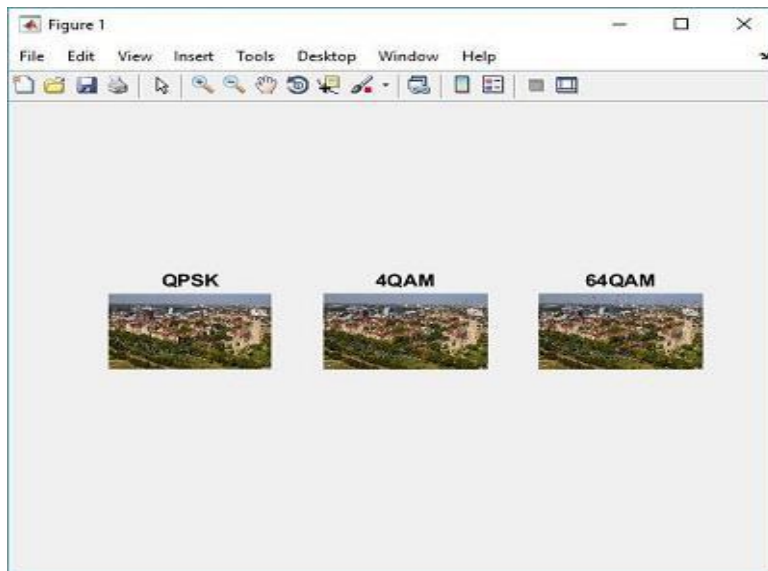 Figure 1
File Edit View Insert Tools Desktop Window Help
QPSK 4QAM 64QAM